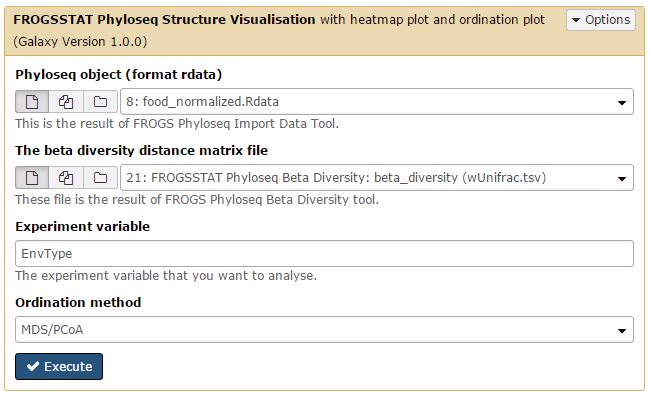 FROGSSTAT Phyloseq Structure Visualisation with heatmap plot and ordination plot
Options
(Galaxy Version 1.0.0)
Phyloseq object (format rdata)
8: food_normalized.Rdata
This is the result of FROGS Phyloseq Import Data Tool.
The beta diversity distance matrix file
21: FROGSSTAT Phyloseq Beta Diversity: beta_diversity (wUnifrac.tsv)
These file is the result of FROGS Phyloseq Beta Diversity tool.
Experiment variable
EnvType
The experiment variable that you want to analyse.
Ordination method
MDS/PCoA
Execute